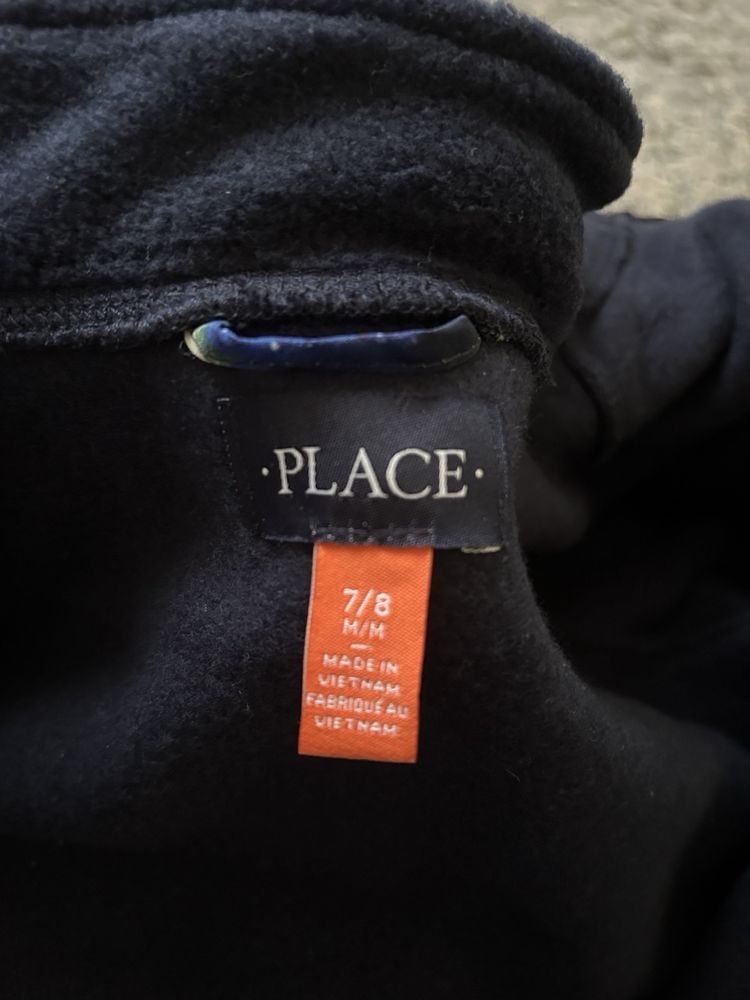 ·PLACE·
7/8
M/M
—
MADE IN
VIETNAM
FABRIQUÉ AU
VIETNAM